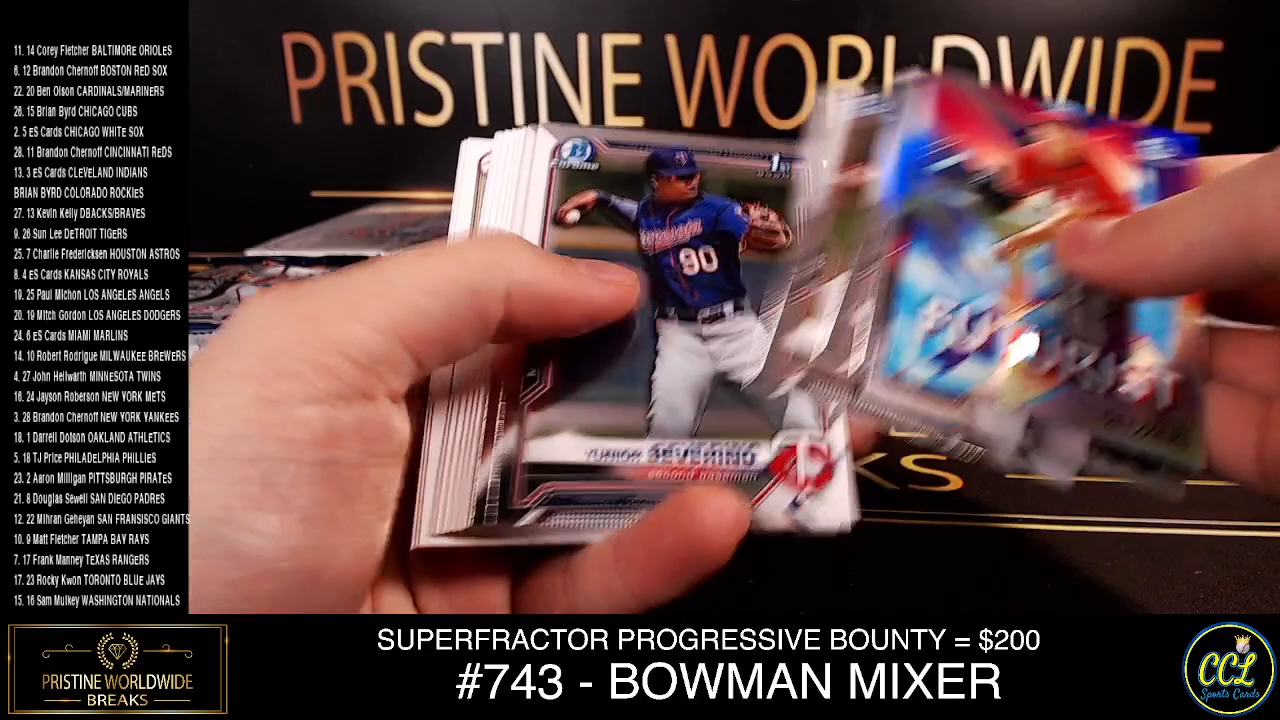 11. 14 Corey Fletcher BALTIMORE ORIOLES
6. 12 Brandon Chernoff BOSTON RED SOX
22. 20 Ben Olson CARDINALS/MARINERS
26. 15 Brian Byrd CHICAGO CUBS
2. 5 eS Cards CHICAGO WHITE SOX
28. 11 Brandon Chernoff CINCINNATI REDS
13. 3 eS Cards CLEVELAND INDIANS
BRIAN BYRD COLORADO ROCKIES
27. 13 Kevin Kelly DBACKS/BRAVES
9. 26 Sun Lee DETROIT TIGERS
25. 7 Charlie Fredericksen HOUSTON ASTROS
8. 4 eS Cards KANSAS CITY ROYALS
19. 25 Paul Michon LOS ANGELES ANGELS
20. 19 Mitch Gordon LOS ANGELES DODGERS
24. 6 eS Cards MIAMI MARLINS
14. 10 Robert Rodrigue MILWAUKEE BREWERS
4. 27 John Hellwarth MINNESOTA TWINS
16. 24 Jayson Roberson NEW YORK METS
3. 28 Brandon Chernoff NEW YORK YANKEES
18. 1 Darrell Dotson OAKLAND ATHLETICS
5. 18 TJ Price PHILADELPHIA PHILLIES
23. 2 Aaron Milligan PITTSBURGH PIRATES
21. 8 Douglas Sewell SAN DIEGO PADRES
12. 22 Mihran Geheyan SAN FRANSISCO GIANTS
10. 9 Matt Fletcher TAMPA BAY RAYS
7. 17 Frank Manney TEXAS RANGERS
17. 23 Rocky Kwon TORONTO BLUE JAYS
15. 16 Sam Mulkey WASHINGTON NATIONALS
PRISTINE WORLDWIDE
KS
Chrome
1st
90
YUNIOR SEVERINO
SECOND BASEMAN
PRISTINE WORLDWIDE
BREAKS
SUPERFRACTOR PROGRESSIVE BOUNTY = $200
#743 - BOWMAN MIXER
CCL
Sports Cards